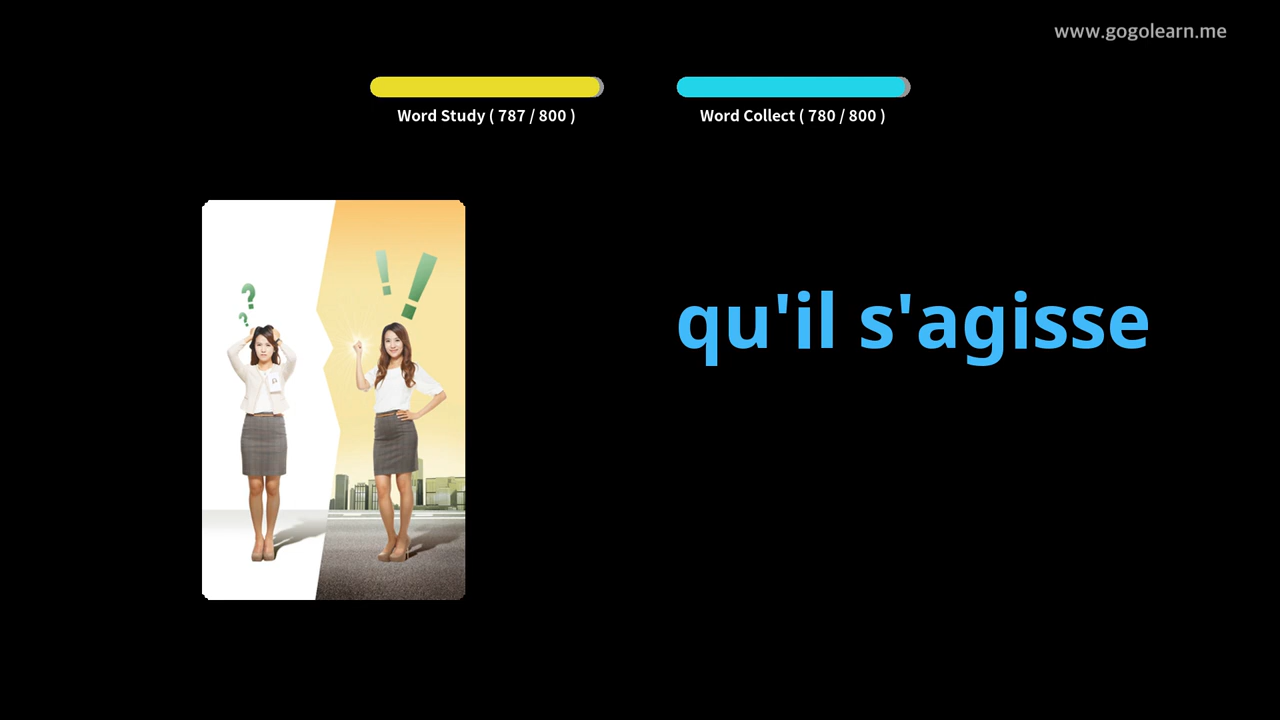 www.gogolearn.me
Word Study ( 787 / 800 )
Word Collect ( 780 / 800 )
? ?
! !
qu'il s'agisse